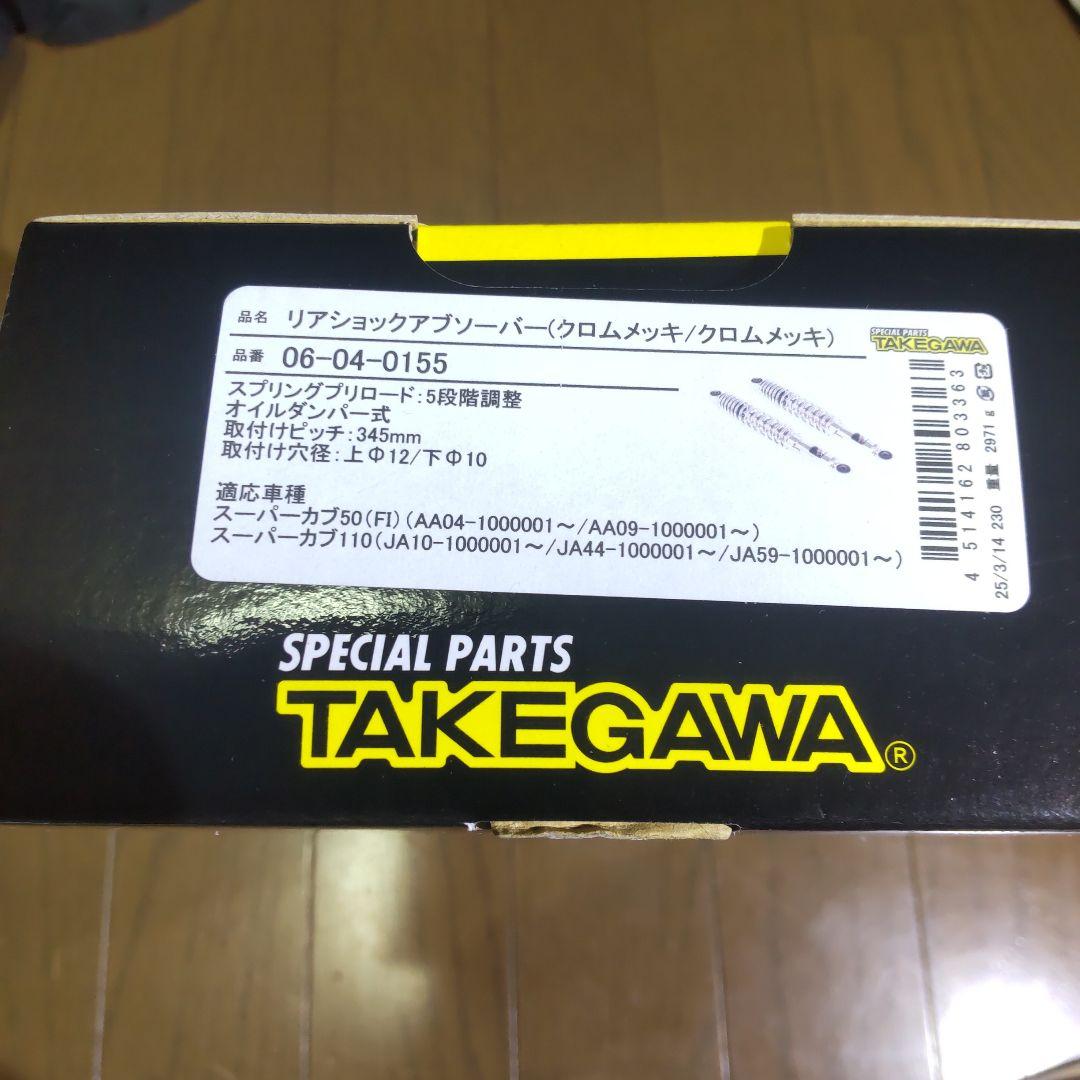 品名 リアショックアブソーバー(クロムメッキ/クロムメッキ)
SPECIAL PARTS
TAKEGAWA
品番 06-04-0155
スプリングプリロード:5段階調整
オイルダンパー式
取付けピッチ:345mm
取付け穴径:上Φ12/下Φ10
適応車種
スーパーカブ50(FI)(AA04-1000001～/AA09-1000001～)
スーパーカブ110(JA10-1000001～/JA44-1000001～/JA59-1000001～)
4 514162 803363
25/3/14 230 重量 2971 g
SPECIAL PARTS
TAKEGAWA®